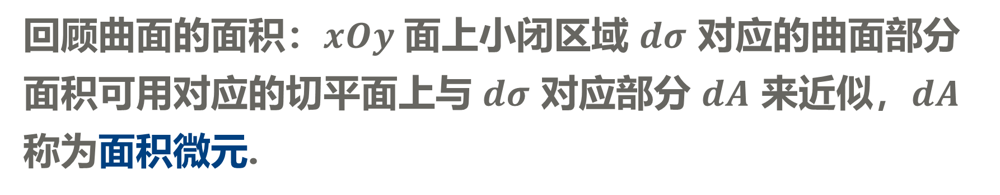 回顾曲面的面积：xOy 面上小闭区域 dσ 对应的曲面部分
面积可用对应的切平面上与 dσ 对应部分 dA 来近似，dA
称为面积微元.